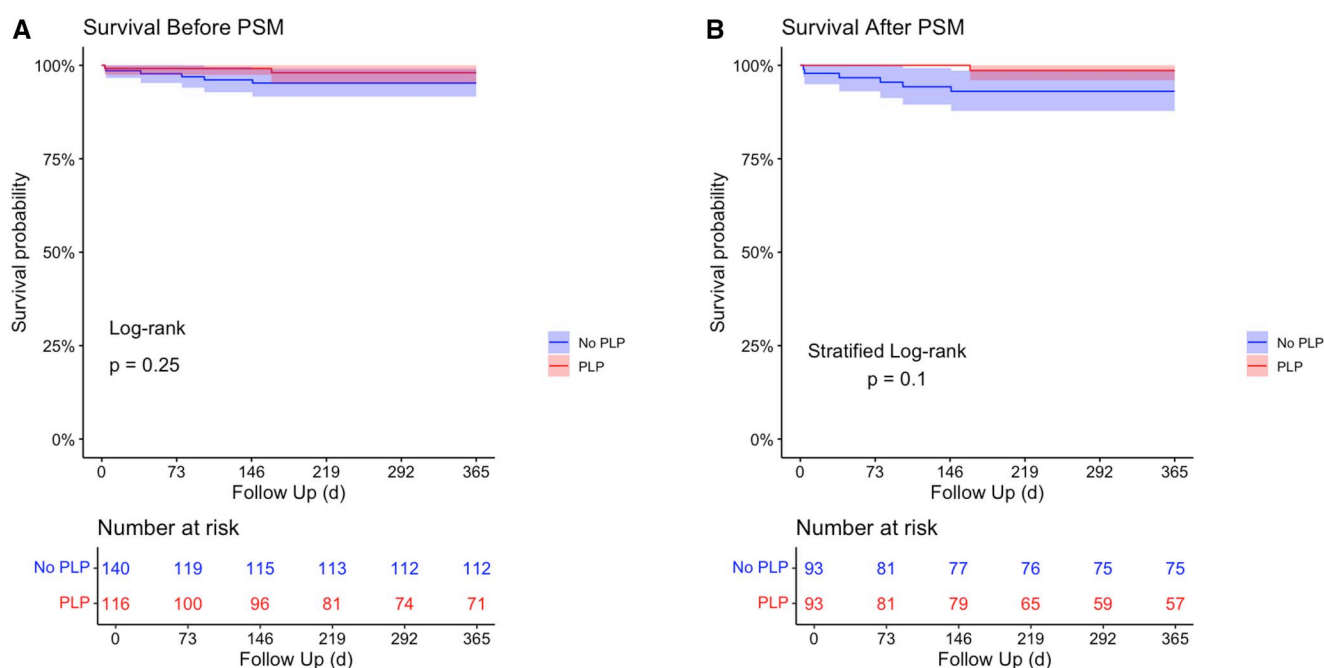 A
Survival Before PSM
100%
75%
50%
25%
0%
Survival probability
Log-rank
p = 0.25
No PLP
PLP
0 73 146 219 292 365
Follow Up (d)
Number at risk
No PLP 140 119 115 113 112 112
PLP 116 100 96 81 74 71
0 73 146 219 292 365
Follow Up (d)
B
Survival After PSM
100%
75%
50%
25%
0%
Survival probability
Stratified Log-rank
p = 0.1
No PLP
PLP
0 73 146 219 292 365
Follow Up (d)
Number at risk
No PLP 93 81 77 76 75 75
PLP 93 81 79 65 59 57
0 73 146 219 292 365
Follow Up (d)